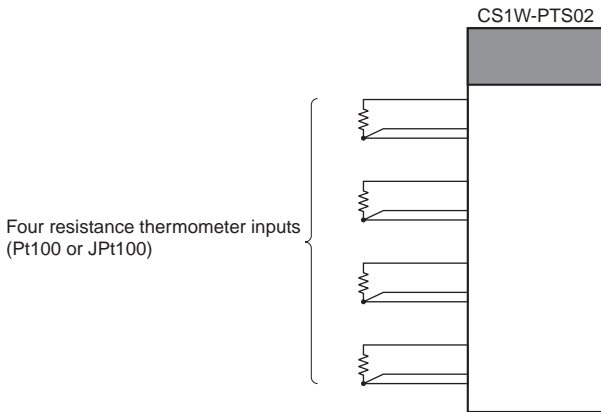 CS1W-PTS02
Four resistance thermometer inputs
(Pt100 or JPt100)